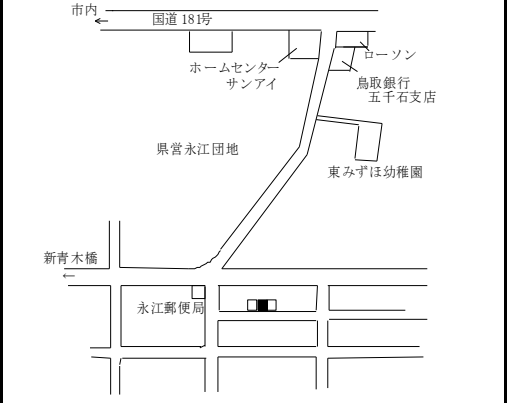 市内
←
国道 181号
ローソン
ホームセンター
サンアイ
鳥取銀行
五千石支店
県営永江団地
東みずほ幼稚園
新青木橋
←
永江郵便局